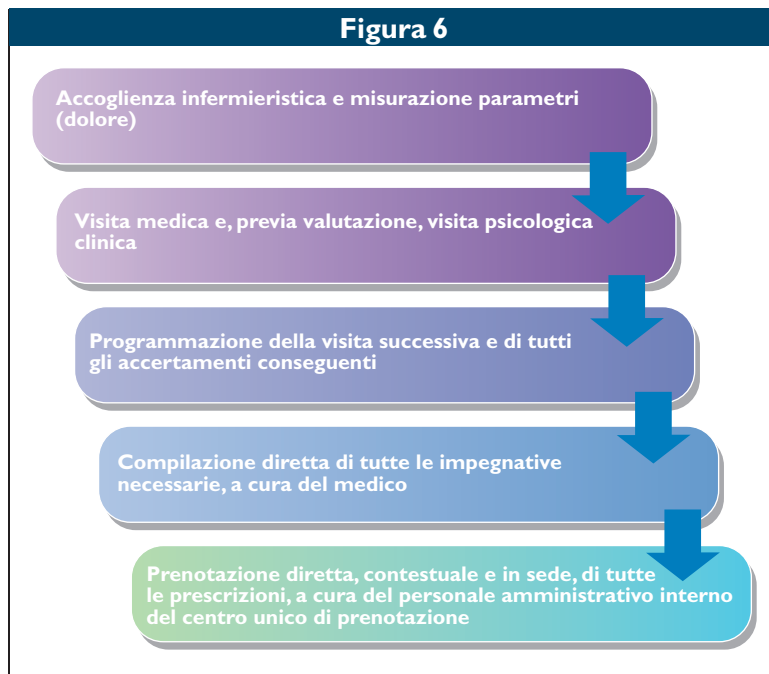 Figura 6
Accoglienza infermieristica e misurazione parametri
(dolore)
Visita medica e, previa valutazione, visita psicologica
clinica
Programmazione della visita successiva e di tutti
gli accertamenti conseguenti
Compilazione diretta di tutte le impegnative
necessarie, a cura del medico
Prenotazione diretta, contestuale e in sede, di tutte
le prescrizioni, a cura del personale amministrativo interno
del centro unico di prenotazione